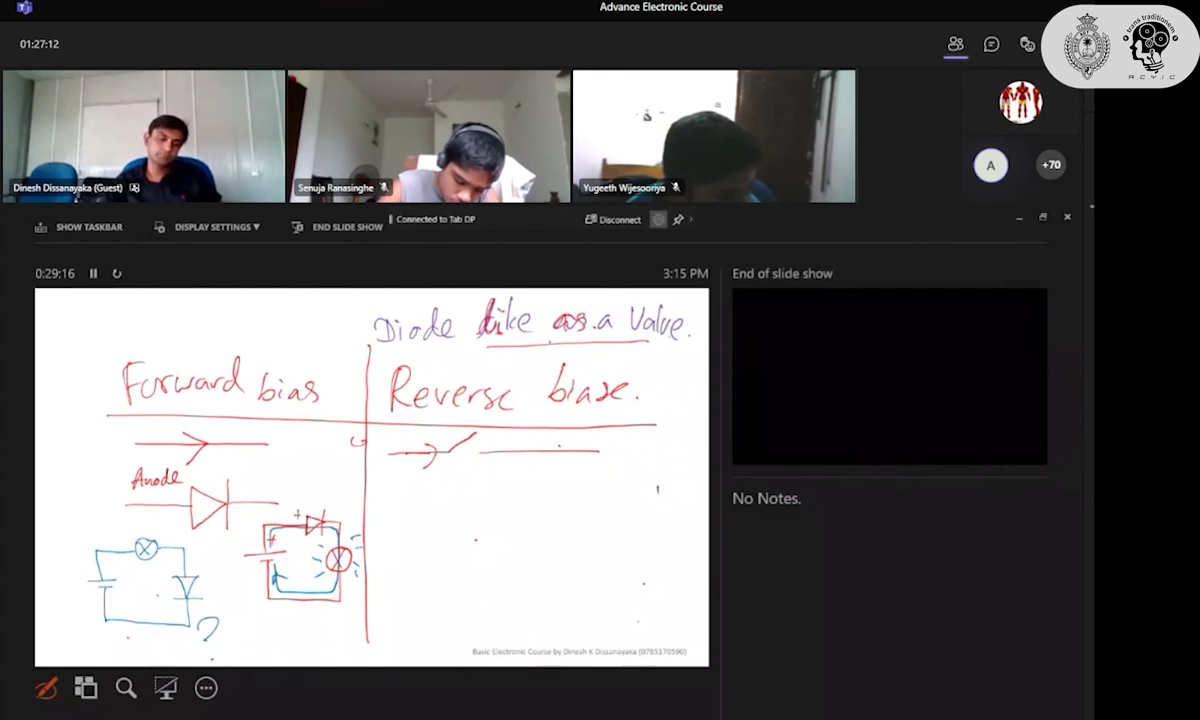 Advance Electronic Course
01:27:12
trans traditionem
R.C.Y.I.C
Dinesh Dissanayaka (Guest)
Senuja Ranasinghe
Yugeeth Wijesooriya
A
+70
SHOW TASKBAR
DISPLAY SETTINGS
END SLIDE SHOW
Connected to Tab DP
Disconnect
0:29:16
3:15 PM
End of slide show
Diode like as a Valve.
Forward bias
Reverse biase.
Anode
+
+
?
No Notes.
Basic Electronic Course by Dinesh K Dissanayaka (0785170590)